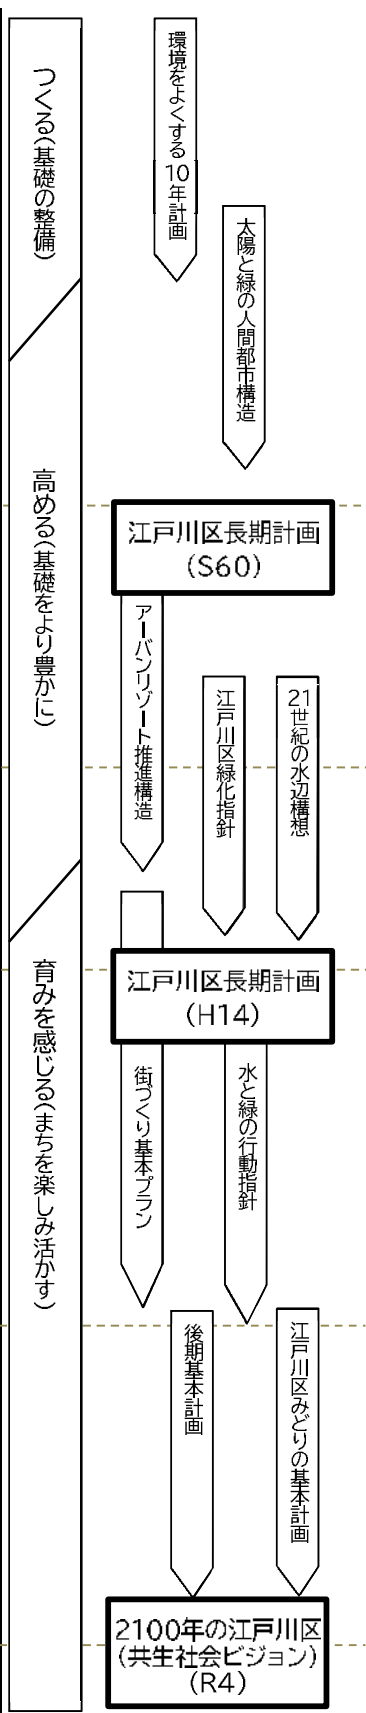 つくる(基礎の整備)
高める(基礎をより豊かに)
育みを感じる(まちを楽しみ活かす)
環境をよくする10年計画
太陽と緑の人間都市構造
江戸川区長期計画
(S60)
アーバンリゾート推進構造
江戸川区緑化指針
21世紀の水辺構想
江戸川区長期計画
(H14)
街づくり基本プラン
水と緑の行動指針
後期基本計画
江戸川区みどりの基本計画
2100年の江戸川区
(共生社会ビジョン)
(R4)